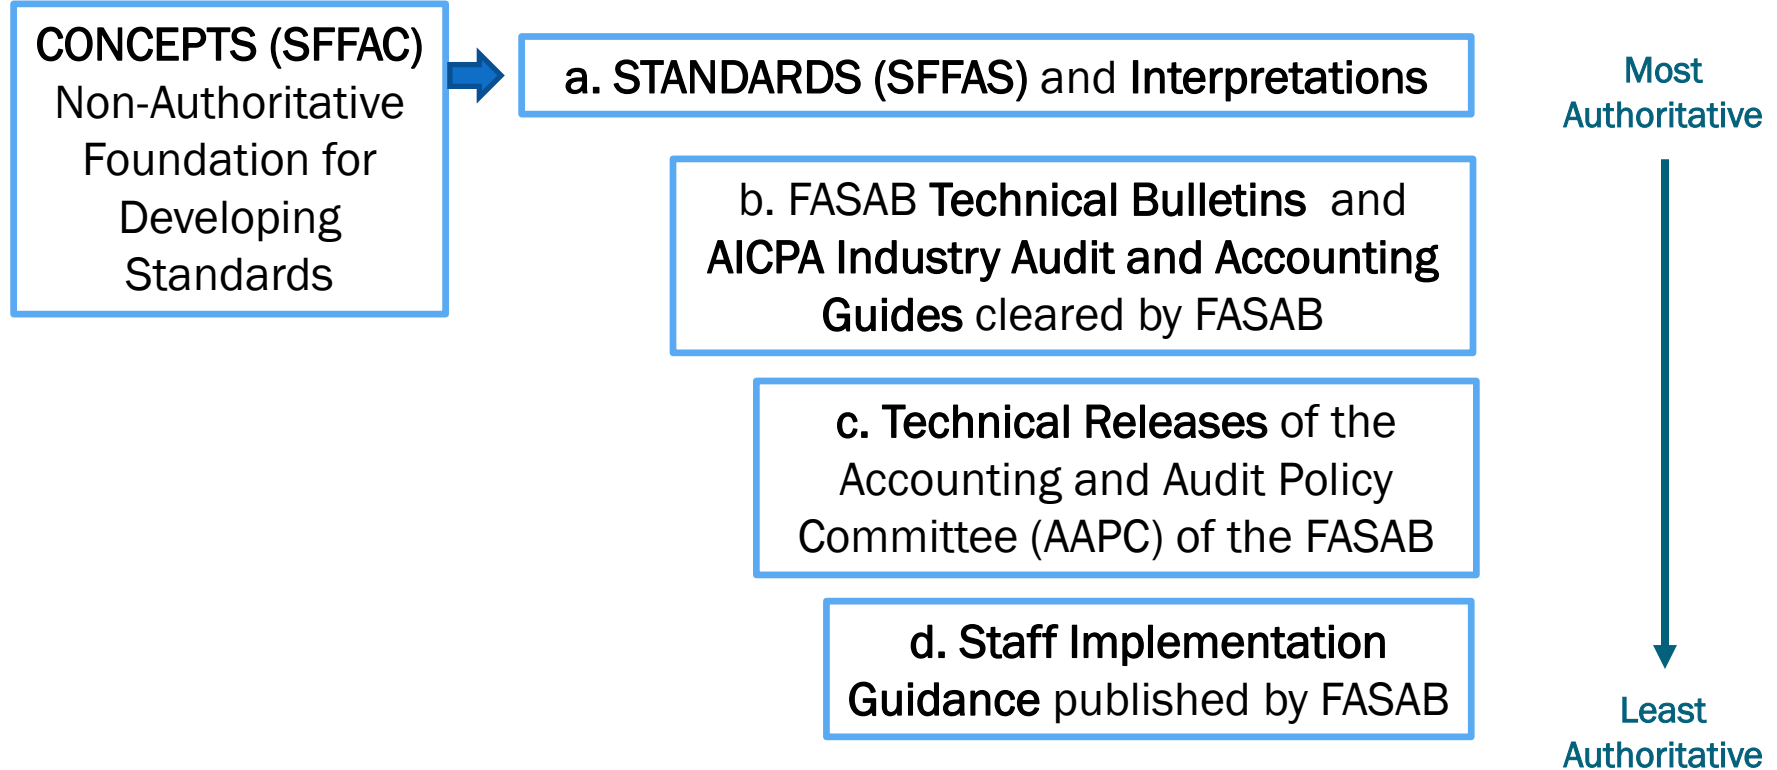 CONCEPTS (SFFAC)
Non-Authoritative
Foundation for
Developing
Standards
a. STANDARDS (SFFAS) and Interpretations
b. FASAB Technical Bulletins and
AICPA Industry Audit and Accounting
Guides cleared by FASAB
c. Technical Releases of the
Accounting and Audit Policy
Committee (AAPC) of the FASAB
d. Staff Implementation
Guidance published by FASAB
Most
Authoritative
Least
Authoritative